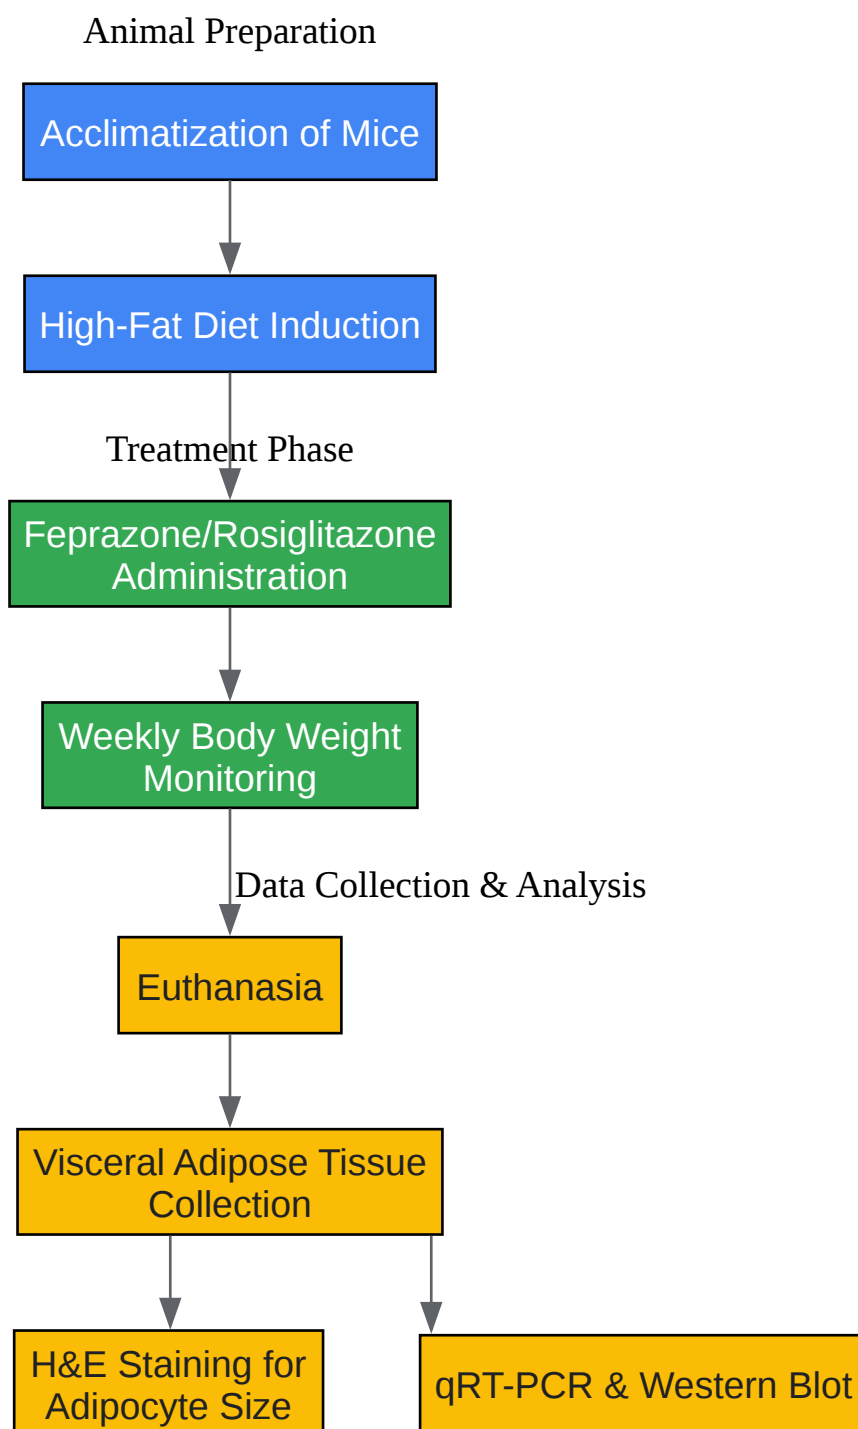 Animal Preparation
Acclimatization of Mice
High-Fat Diet Induction
Treatment Phase
Feprazone/Rosiglitazone
Administration
Weekly Body Weight
Monitoring
Data Collection & Analysis
Euthanasia
Visceral Adipose Tissue
Collection
H&E Staining for
Adipocyte Size
qRT-PCR & Western Blot